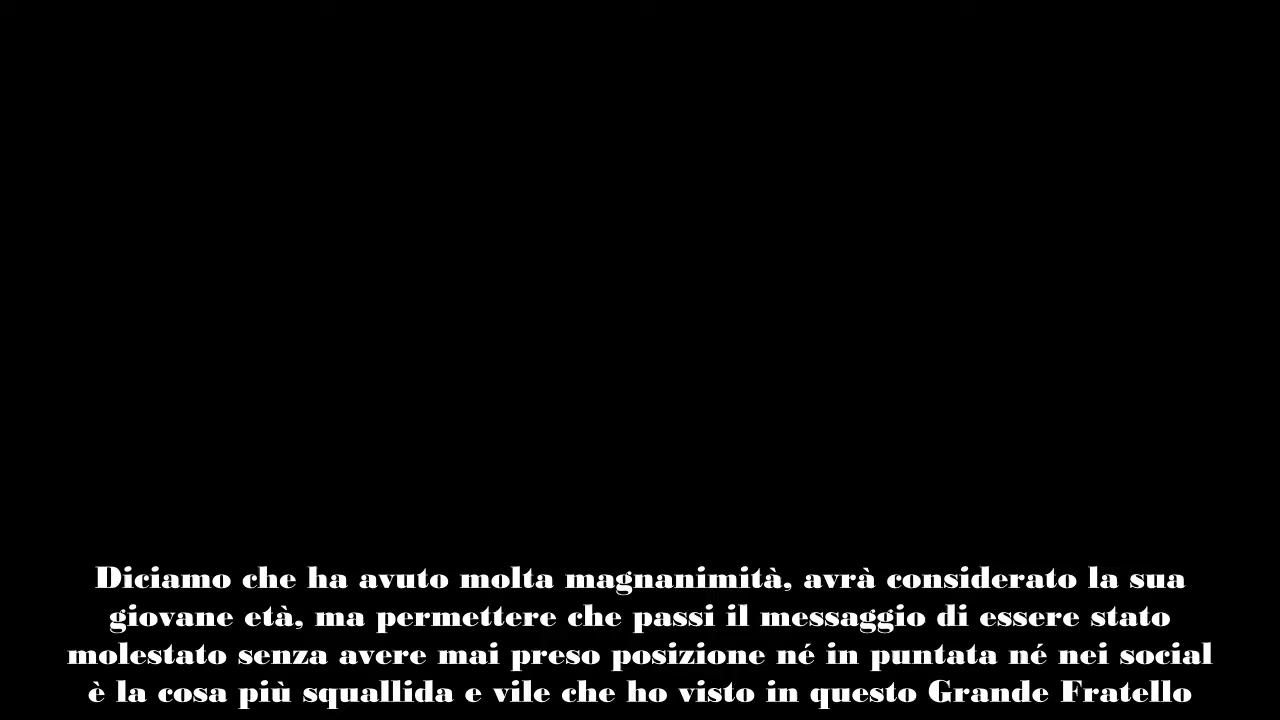 Diciamo che ha avuto molta magnanimità, avrà considerato la sua
giovane età, ma permettere che passi il messaggio di essere stato
molestato senza avere mai preso posizione né in puntata né nei social
è la cosa più squallida e vile che ho visto in questo Grande Fratello